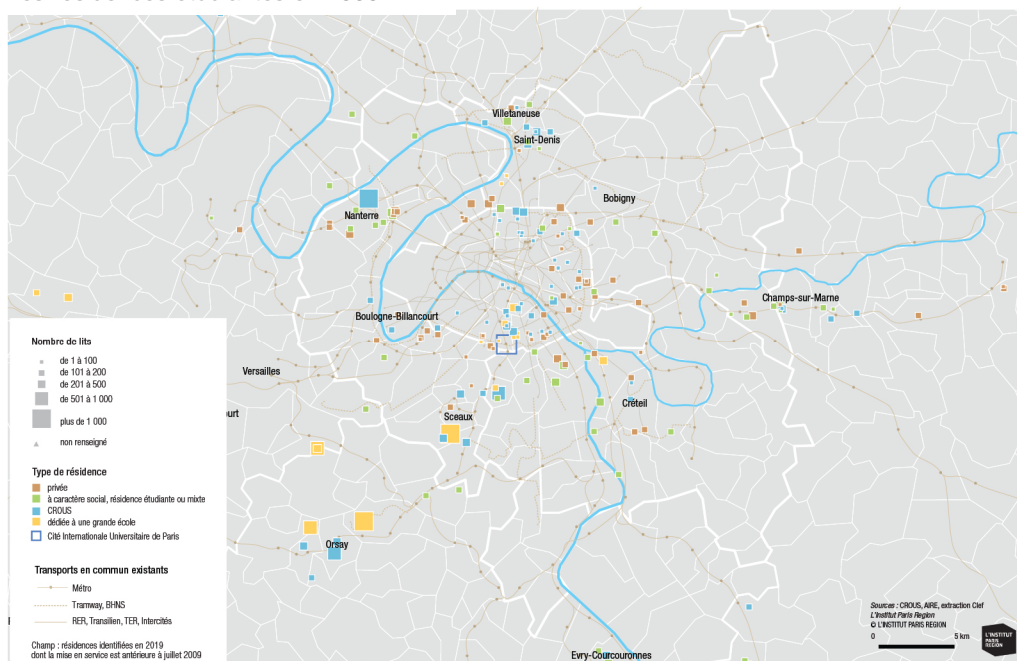 Villetaneuse
Saint-Denis
Bobigny
Nanterre
Champs-sur-Marne
Boulogne-Billancourt
Versailles
Créteil
Sceaux
Orsay
Evry-Courcouronnes
Nombre de lits
de 1 à 100
de 101 à 200
de 201 à 500
de 501 à 1 000
plus de 1 000
non renseigné
Type de résidence
privée
à caractère social, résidence étudiante ou mixte
CROUS
dédiée à une grande école
Cité Internationale Universitaire de Paris
Transports en commun existants
Métro
Tramway, BHNS
RER, Transilien, TER, Intercités
Champ : résidences identifiées en 2019
dont la mise en service est antérieure à juillet 2009
Sources : CROUS, AIRE, extraction Clef
L'Institut Paris Region
© L'INSTITUT PARIS REGION
0 5 km
L'INSTITUT
PARIS
REGION